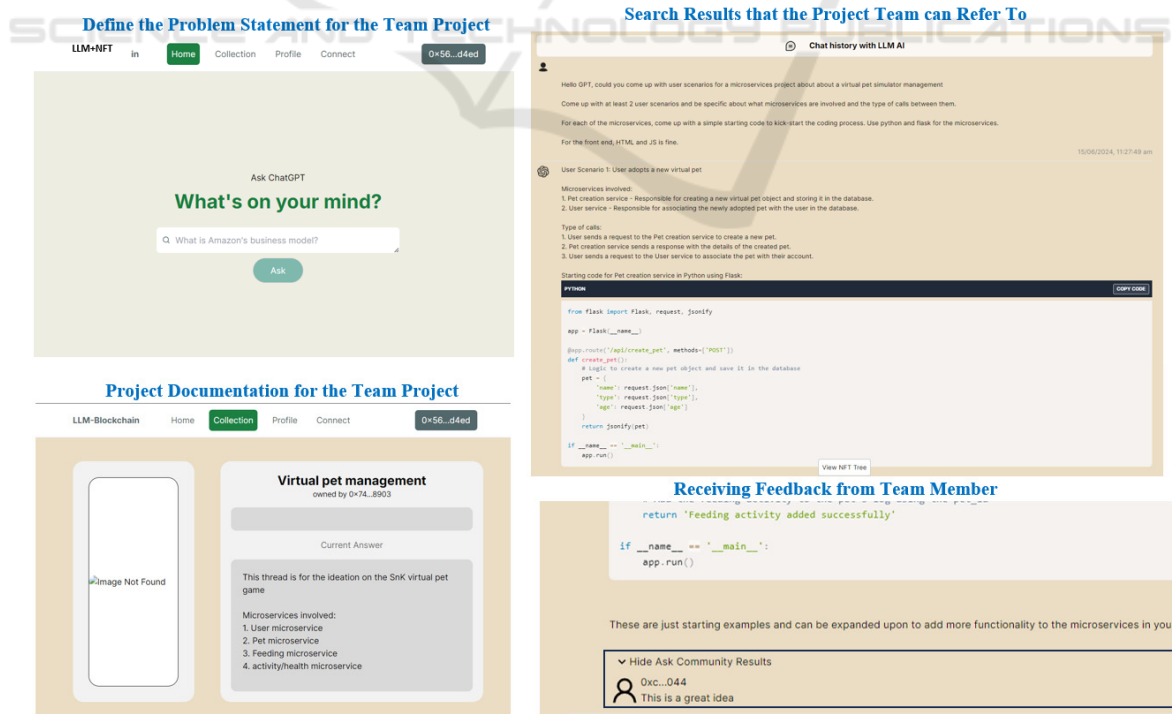 SCIENCE AND TECHNOLOGY PUBLICATIONS
Define the Problem Statement for the Team Project
LLM+NFT in Home Collection Profile Connect 0×56...d4ed
Ask ChatGPT
What's on your mind?
What is Amazon's business model?
Ask
Search Results that the Project Team can Refer To
Chat history with LLM AI
Hello GPT, could you come up with user scenarios for a microservices project about about a virtual pet simulator management
Come up with at least 2 user scenarios and be specific about what microservices are involved and the type of calls between them.
For each of the microservices, come up with a simple starting code to kick-start the coding process. Use python and flask for the microservices.
For the front end, HTML and JS is fine.
15/06/2024, 11:27:49 am
User Scenario 1: User adopts a new virtual pet
Microservices involved:
1. Pet creation service - Responsible for creating a new virtual pet object and storing it in the database.
2. User service - Responsible for associating the newly adopted pet with the user in the database.
Type of calls:
1. User sends a request to the Pet creation service to create a new pet.
2. Pet creation service sends a response with the details of the created pet.
3. User sends a request to the User service to associate the pet with their account.
Starting code for Pet creation service in Python using Flask:
PYTHON COPY CODE
from flask import Flask, request, jsonify
app = Flask(__name__)
@app.route('/api/create_pet', methods=['POST'])
def create_pet():
# Logic to create a new pet object and save it in the database
pet = {
'name': request.json['name'],
'type': request.json['type'],
'age': request.json['age']
}
return jsonify(pet)
if __name__ == '__main__':
app.run()
View NFT Tree
Project Documentation for the Team Project
LLM-Blockchain Home Collection Profile Connect 0×56...d4ed
Image Not Found
Virtual pet management
owned by 0×74...8903
Current Answer
This thread is for the ideation on the SnK virtual pet
game
Microservices involved:
1. User microservice
2. Pet microservice
3. Feeding microservice
4. activity/health microservice
Receiving Feedback from Team Member
return 'Feeding activity added successfully'
if __name__ == '__main__':
app.run()
These are just starting examples and can be expanded upon to add more functionality to the microservices in you
Hide Ask Community Results
0xc...044
This is a great idea